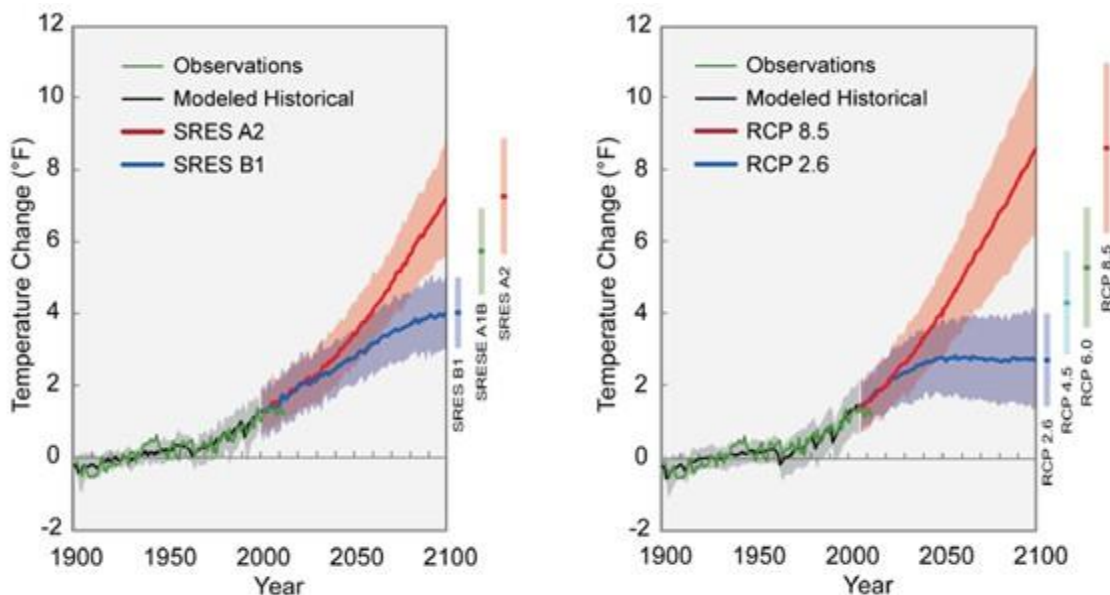 12
10
8
6
4
2
0
-2
Temperature Change (°F)
Observations
Modeled Historical
SRES A2
SRES B1
1900
1950
2000
2050
2100
Year
SRES B1
SRESE A1B
SRES A2
12
10
8
6
4
2
0
-2
Temperature Change (°F)
Observations
Modeled Historical
RCP 8.5
RCP 2.6
1900
1950
2000
2050
2100
Year
RCP 2.6
RCP 4.5
RCP 6.0
RCP 8.5